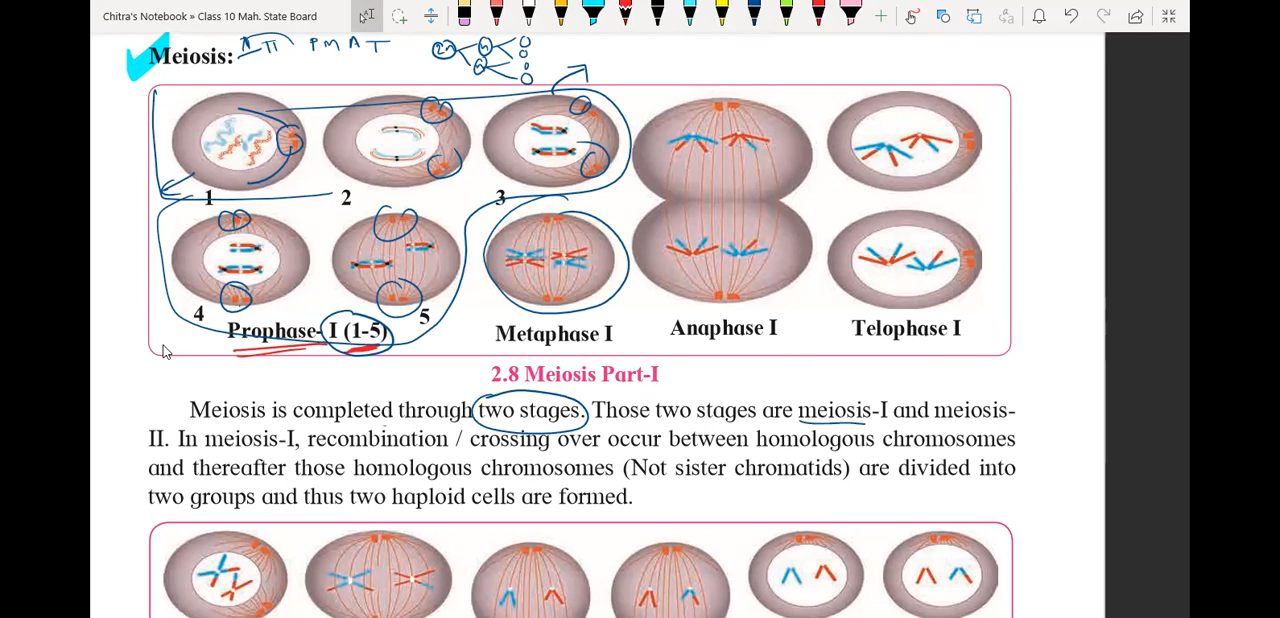 Chitra's Notebook » Class 10 Mah. State Board
Meiosis:
II P M A T
2n
n
n
1
2
3
4
5
Prophase- I (1-5)
Metaphase I
Anaphase I
Telophase I
2.8 Meiosis Part-I
Meiosis is completed through two stages. Those two stages are meiosis-I and meiosis-
II. In meiosis-I, recombination / crossing over occur between homologous chromosomes
and thereafter those homologous chromosomes (Not sister chromatids) are divided into
two groups and thus two haploid cells are formed.